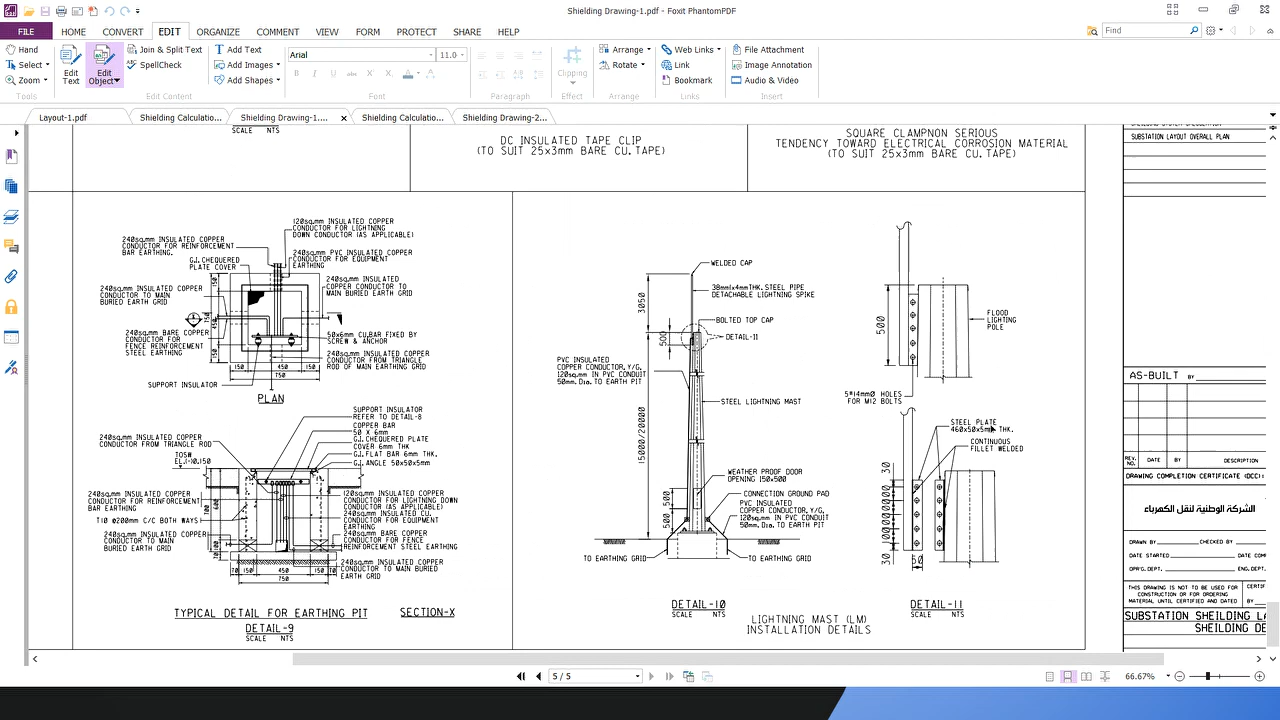 Shielding Drawing-1.pdf - Foxit PhantomPDF
FILE HOME CONVERT EDIT ORGANIZE COMMENT VIEW FORM PROTECT SHARE HELP
Find
Hand
Select
Zoom
Tools
Edit Text
Edit Object
Join & Split Text
SpellCheck
Edit Content
Add Text
Add Images
Add Shapes
Arial 11.0
Font
Paragraph
Clipping
Effect
Arrange
Rotate
Arrange
Web Links
Link
Bookmark
Links
File Attachment
Image Annotation
Audio & Video
Insert
Layout-1.pdf
Shielding Calculatio...
Shielding Drawing-1....
Shielding Calculatio...
Shielding Drawing-2...
SCALE NTS
DC INSULATED TAPE CLIP
(TO SUIT 25x3mm BARE CU.TAPE)
SQUARE CLAMPNON SERIOUS
TENDENCY TOWARD ELECTRICAL CORROSION MATERIAL
(TO SUIT 25x3mm BARE CU.TAPE)
SUBSTATION LAYOUT OVERALL PLAN
120sq.mm INSULATED COPPER
CONDUCTOR FOR LIGHTNING
DOWN CONDUCTOR (AS APPLICABLE)
240sq.mm INSULATED COPPER
CONDUCTOR FOR REINFORCEMENT
BAR EARTHING.
240sq.mm PVC INSULATED COPPER
CONDUCTOR FOR EQUIPMENT
EARTHING
G.I.CHEQUERED
PLATE COVER
240sq.mm INSULATED
COPPER CONDUCTOR TO
MAIN BURIED EARTH GRID
240sq.mm INSULATED COPPER
CONDUCTOR TO MAIN
BURIED EARTH GRID
240sq.mm BARE COPPER
CONDUCTOR FOR
FENCE REINFORCEMENT
STEEL EARTHING
50x6mm CU.BAR FIXED BY
SCREW & ANCHOR
240sq.mm INSULATED COPPER
CONDUCTOR FROM TRIANGLE
ROD OF MAIN EARTHING GRID
SUPPORT INSULATOR
150 450 150
750
PLAN
SUPPORT INSULATOR
REFER TO DETAIL-8
COPPER BAR
50 X 6mm
G.I.CHEQUERED PLATE
COVER 6mm THK
G.I. FLAT BAR 6mm THK.
G.I. ANGLE 50x50x5mm
240sq.mm INSULATED COPPER
CONDUCTOR FROM TRIANGLE ROD
TOSW
EL.(+)0.150
240sq.mm INSULATED COPPER
CONDUCTOR FOR REINFORCEMENT
BAR EARTHING
T10 @200mm C/C BOTH WAYS
240sq.mm INSULATED COPPER
CONDUCTOR TO MAIN
BURIED EARTH GRID
120sq.mm INSULATED COPPER
CONDUCTOR FOR LIGHTNING DOWN
CONDUCTOR (AS APPLICABLE)
240sq.mm INSULATED CU.
CONDUCTOR FOR EQUIPMENT
EARTHING
240sq.mm BARE COPPER
CONDUCTOR FOR FENCE
REINFORCEMENT STEEL EARTHING
240sq.mm INSULATED COPPER
CONDUCTOR TO MAIN BURIED
EARTH GRID
70 150 450 150 70
750
TYPICAL DETAIL FOR EARTHING PIT
SECTION-X
DETAIL-9
SCALE NTS
WELDED CAP
38mmx4mmTHK. STEEL PIPE
DETACHABLE LIGHTNING SPIKE
3050
BOLTED TOP CAP
500
DETAIL-11
PVC INSULATED
COPPER CONDUCTOR.Y/G.
120sq.mm IN PVC CONDUIT
50mm. Dia. TO EARTH PIT
STEEL LIGHTNING MAST
15000/20000
WEATHER PROOF DOOR
OPENING 150x500
CONNECTION GROUND PAD
PVC INSULATED
COPPER CONDUCTOR.Y/G.
120sq.mm IN PVC CONDUIT
50mm. Dia. TO EARTH PIT
500 500
TO EARTHING GRID
TO EARTHING GRID
DETAIL-10
SCALE NTS
LIGHTNING MAST (LM)
INSTALLATION DETAILS
500
FLOOD
LIGHTING
POLE
5*14mmØ HOLES
FOR M12 BOLTS
STEEL PLATE
460x50x5mm THK.
CONTINUOUS
FILLET WELDED
30
30
50
DETAIL-11
SCALE NTS
AS-BUILT BY
REV. NO. DATE BY DESCRIPTION
DRAWING COMPLETION CERTIFICATE (DCC):
الشركة الوطنية لنقل الكهرباء
DRAWN BY CHECKED BY
DATE STARTED DATE COM
OPR'G. DEPT. ENG. DEPT.
THIS DRAWING IS NOT TO BE USED FOR
CONSTRUCTION OR FOR ORDERING
MATERIAL UNTIL CERTIFIED AND DATED
CERTIF
BY
SUBSTATION SHEILDING LA
SHEILDING DE
5 / 5
66.67%